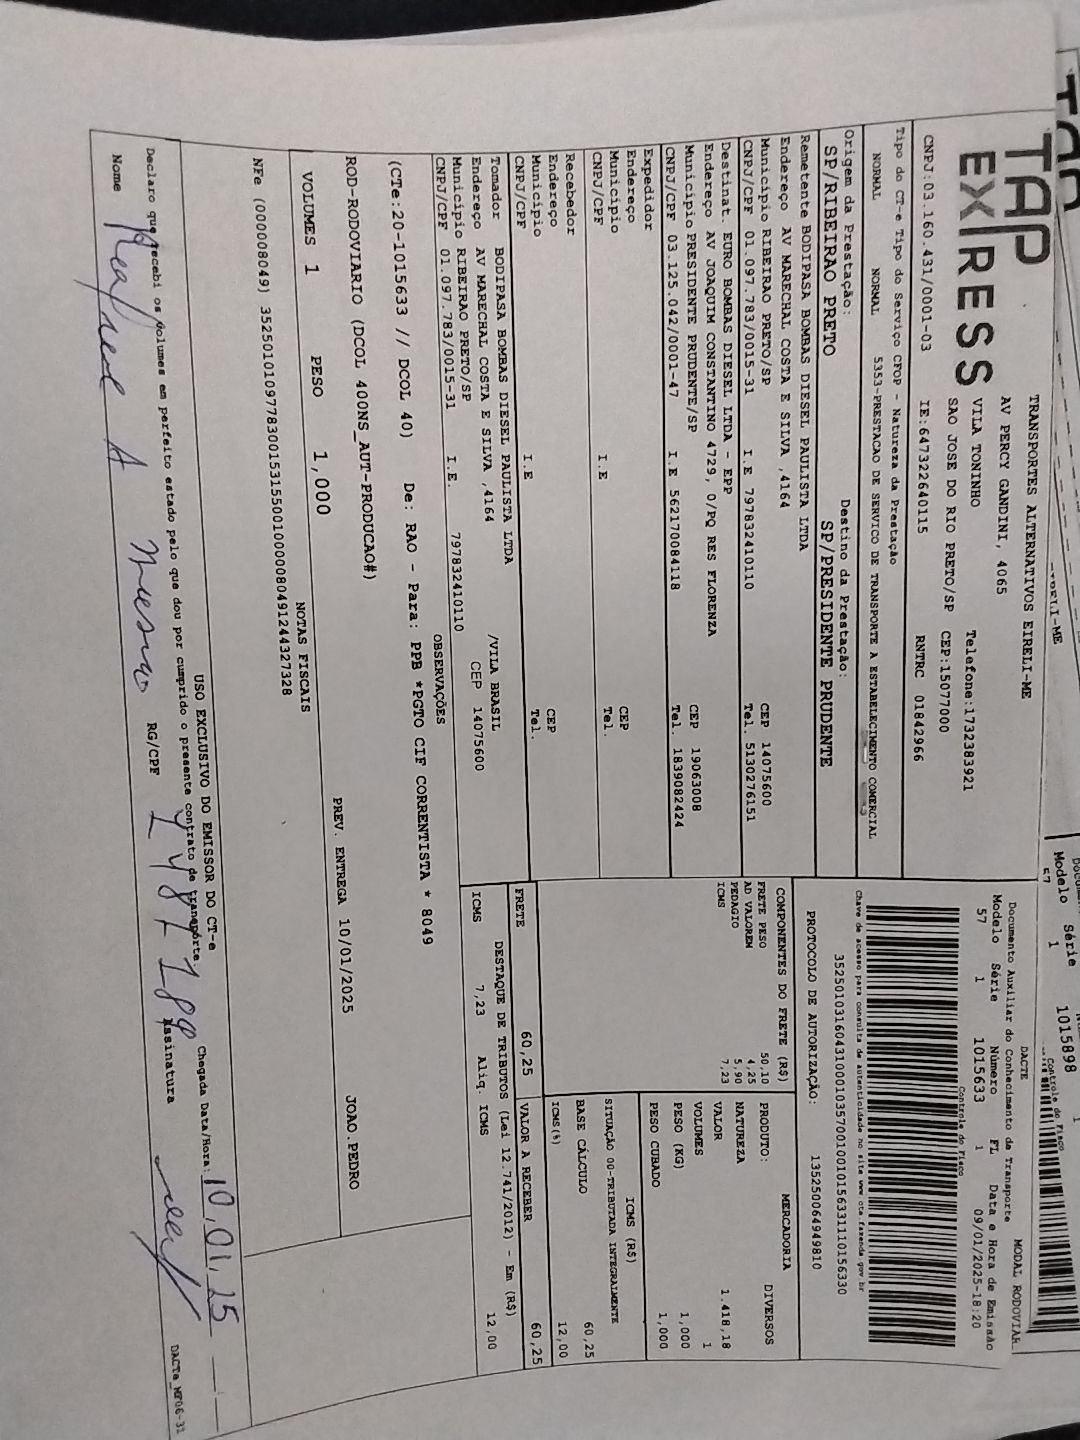 TAP
EXPRESS
TRANSPORTES ALTERNATIVOS EIRELI-ME
AV PERCY GANDINI, 4065
VILA TONINHO Telefone:1732383921
SAO JOSE DO RIO PRETO/SP CEP:15077000
CNPJ:03.160.431/0001-03 IE:647322640115 RNTRC 01842966
Tipo do CT-e Tipo do Serviço CFOP - Natureza da Prestação
NORMAL NORMAL 5353-PRESTACAO DE SERVICO DE TRANSPORTE A ESTABELECIMENTO COMERCIAL
Origem da Prestação: Destino da Prestação:
SP/RIBEIRAO PRETO SP/PRESIDENTE PRUDENTE
Remetente BODIPASA BOMBAS DIESEL PAULISTA LTDA
Endereço AV MARECHAL COSTA E SILVA ,4164
Município RIBEIRAO PRETO/SP CEP 14075600
CNPJ/CPF 01.097.783/0015-31 I.E 797832410110 Tel. 5130276151
Destinat. EURO BOMBAS DIESEL LTDA - EPP
Endereço AV JOAQUIM CONSTANTINO 4729, 0/PQ RES FLORENZA
Município PRESIDENTE PRUDENTE/SP CEP 19063008
CNPJ/CPF 03.125.042/0001-47 I.E 562170084118 Tel. 1839082424
Expedidor
Endereço
Município CEP
CNPJ/CPF I.E Tel.
Recebedor
Endereço
Município CEP
CNPJ/CPF I.E Tel.
Tomador BODIPASA BOMBAS DIESEL PAULISTA LTDA
Endereço AV MARECHAL COSTA E SILVA ,4164 /VILA BRASIL
Município RIBEIRAO PRETO/SP CEP 14075600
CNPJ/CPF 01.097.783/0015-31 I.E. 797832410110
DACTE MODAL RODOVIAR
Documento Auxiliar do Conhecimento de Transporte
Modelo Série Número FL Data e Hora de Emissão
57 1 1015633 1 09/01/2025-18:20
Controle do Fisco
Chave de acesso para consulta de autenticidade no site www.cte.fazenda.gov.br
35250103160431000103570010010156331110156330
PROTOCOLO DE AUTORIZAÇÃO: 135250064949810
COMPONENTES DO FRETE (R$)
FRETE PESO 50,10
AD VALOREM 4,25
PEDAGIO 5,90
ICMS 7,23
MERCADORIA
PRODUTO: DIVERSOS
NATUREZA
VALOR 1.418,18
VOLUMES 1
PESO (KG) 1,000
PESO CUBADO 1,000
ICMS (R$)
SITUAÇÃO 00-TRIBUTADA INTEGRALMENTE
BASE CÁLCULO 60,25
ICMS(%) 12,00
FRETE 60,25 VALOR A RECEBER 60,25
DESTAQUE DE TRIBUTOS (Lei 12.741/2012) - Em (R$)
ICMS 7,23 Aliq. ICMS 12,00
OBSERVAÇÕES
(CTe:20-1015633 // DCOL 40) De: RAO - Para: PPB *PGTO CIF CORRENTISTA * 8049
ROD-RODOVIARIO (DCOL 400NS_AUT-PRODUCAO#)
PREV. ENTREGA 10/01/2025 JOAO.PEDRO
VOLUMES 1 PESO 1,000
NOTAS FISCAIS
NFe (000008049) 35250101097783001531550010000080491244327328
USO EXCLUSIVO DO EMISSOR DO CT-e
Declaro que recebi os volumes em perfeito estado pelo que dou por cumprido o presente contrato de transporte.
Chegada Data/Hora: 10,01,25
Nome RG/CPF Assinatura
DACTe_MF06-31
Modelo Série
1 1015898
Controle do Fisco